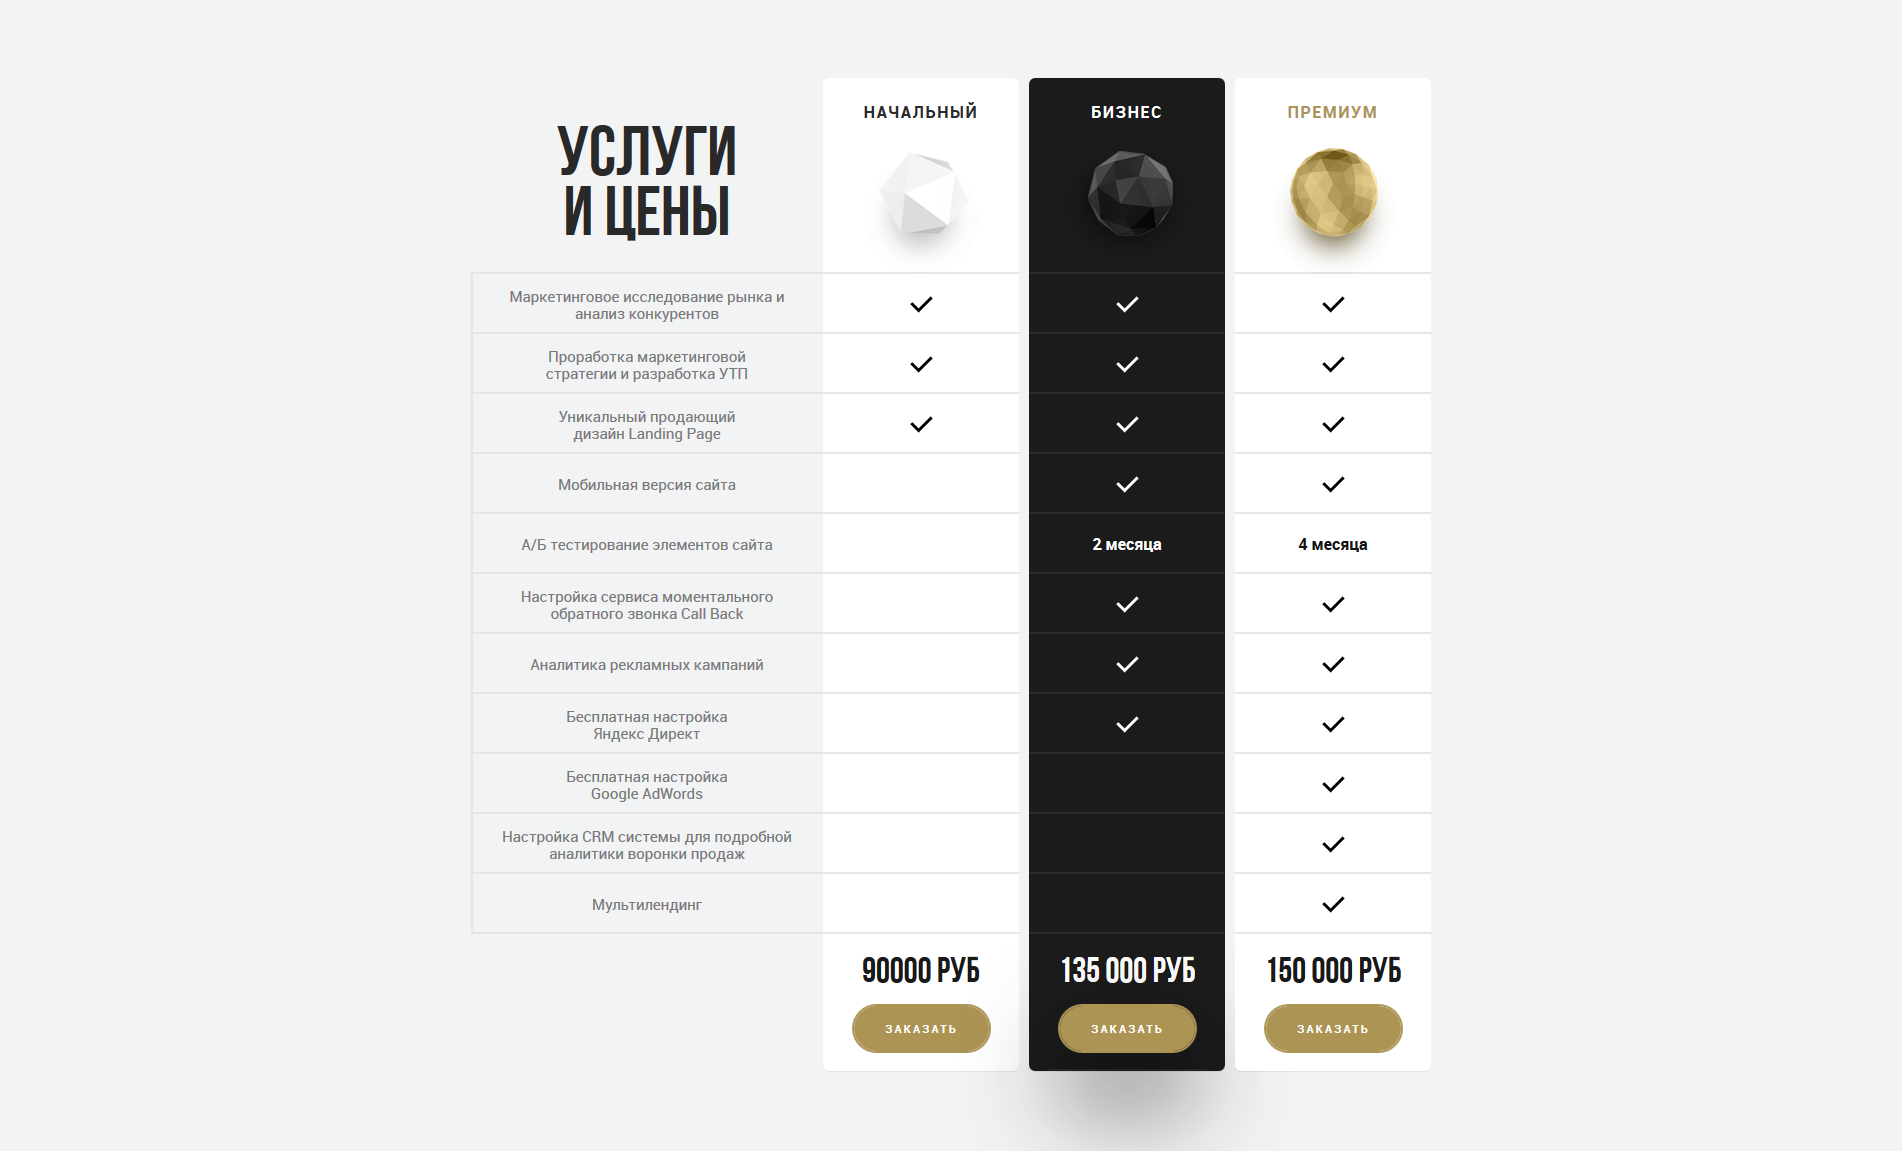 УСЛУГИ
И ЦЕНЫ
НАЧАЛЬНЫЙ
БИЗНЕС
ПРЕМИУМ
Маркетинговое исследование рынка и
анализ конкурентов
Проработка маркетинговой
стратегии и разработка УТП
Уникальный продающий
дизайн Landing Page
Мобильная версия сайта
А/Б тестирование элементов сайта
2 месяца
4 месяца
Настройка сервиса моментального
обратного звонка Call Back
Аналитика рекламных кампаний
Бесплатная настройка
Яндекс Директ
Бесплатная настройка
Google AdWords
Настройка CRM системы для подробной
аналитики воронки продаж
Мультилендинг
90000 РУБ
135 000 РУБ
150 000 РУБ
ЗАКАЗАТЬ
ЗАКАЗАТЬ
ЗАКАЗАТЬ